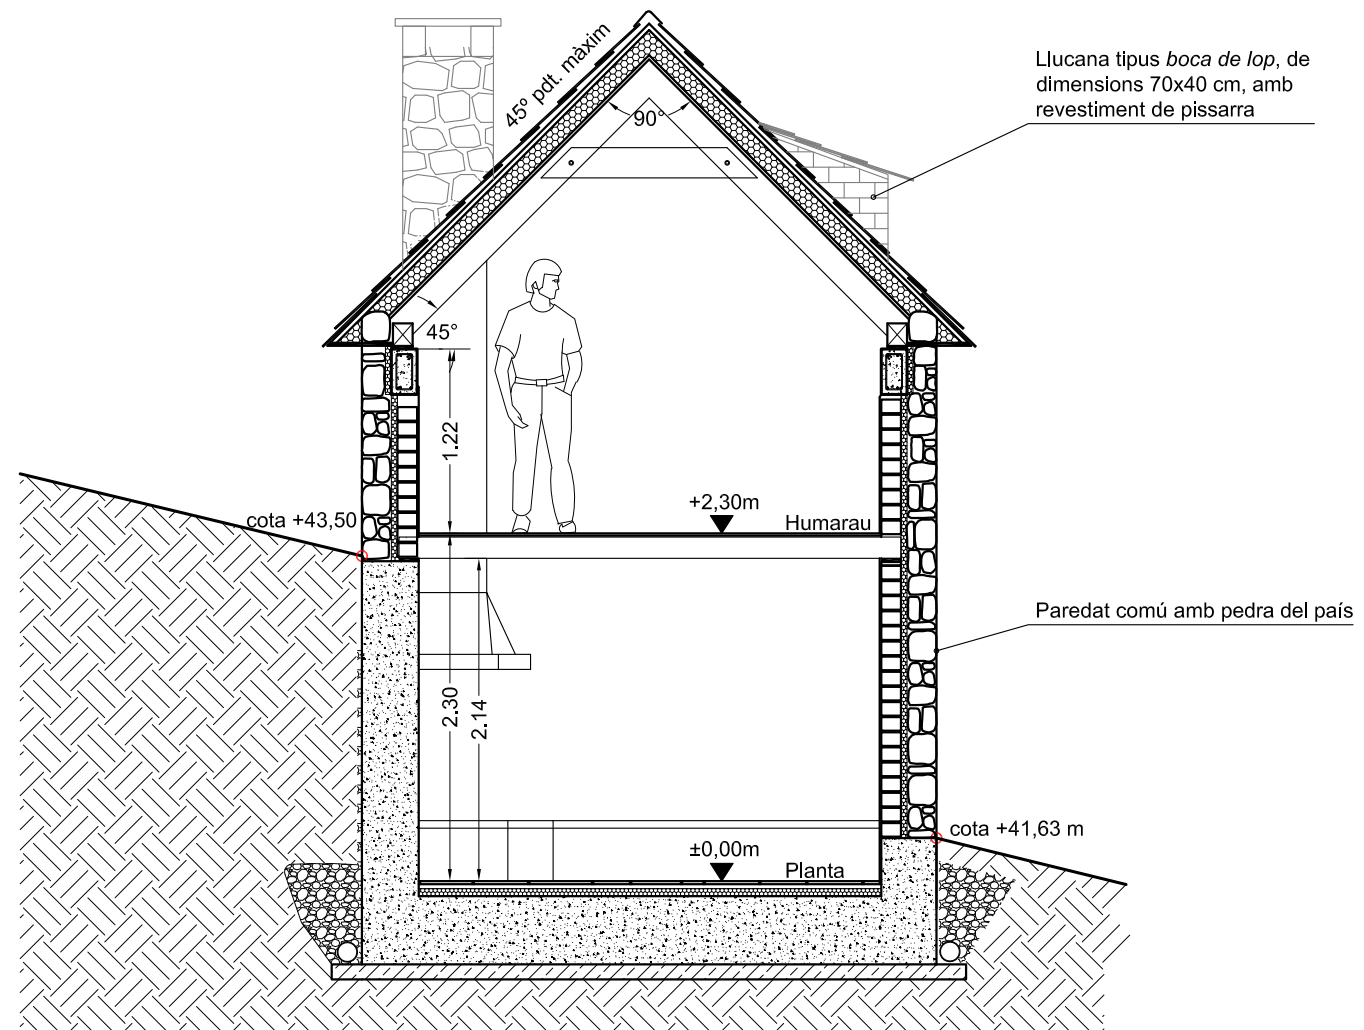 45º pdt. màxim
90°
Llucana tipus boca de lop, de
dimensions 70x40 cm, amb
revestiment de pissarra
45°
1.22
cota +43,50
+2,30m
Humarau
Paredat comú amb pedra del país
2.30
2.14
cota +41,63 m
±0,00m
Planta